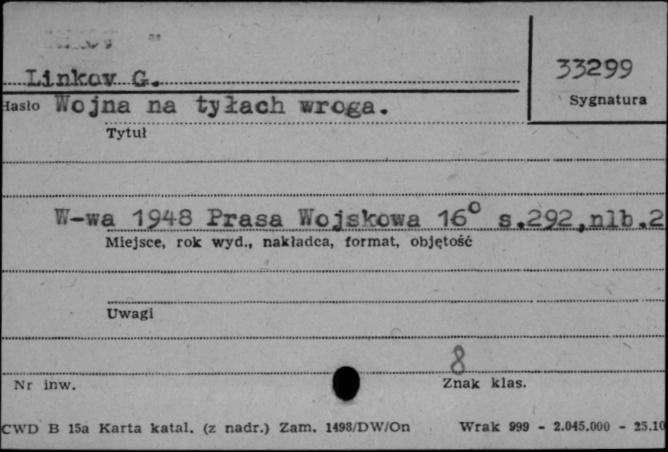 Linkov G.
33299
Hasło Wojna na tyłach wroga.
Sygnatura
Tytuł
W-wa 1948 Prasa Wojskowa 16° s.292,nlb.2
Miejsce, rok wyd., nakładca, format, objętość
Uwagi
8
Nr inw.
Znak klas.
CWD B 15a Karta katal. (z nadr.) Zam. 1498/DW/On Wrak 999 - 2.045.000 - 25.10